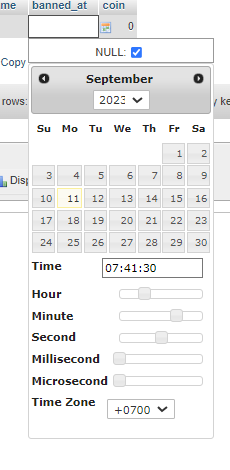 me banned_at coin
0
NULL:
Copy
September
rows:
y ke
2023
Su Mo Tu We Th Fr Sa
1 2
3 4 5 6 7 8 9
Disp
10 11 12 13 14 15 16
17 18 19 20 21 22 23
24 25 26 27 28 29 30
Time 07:41:30
Hour
Minute
Second
Millisecond
Microsecond
Time Zone +0700